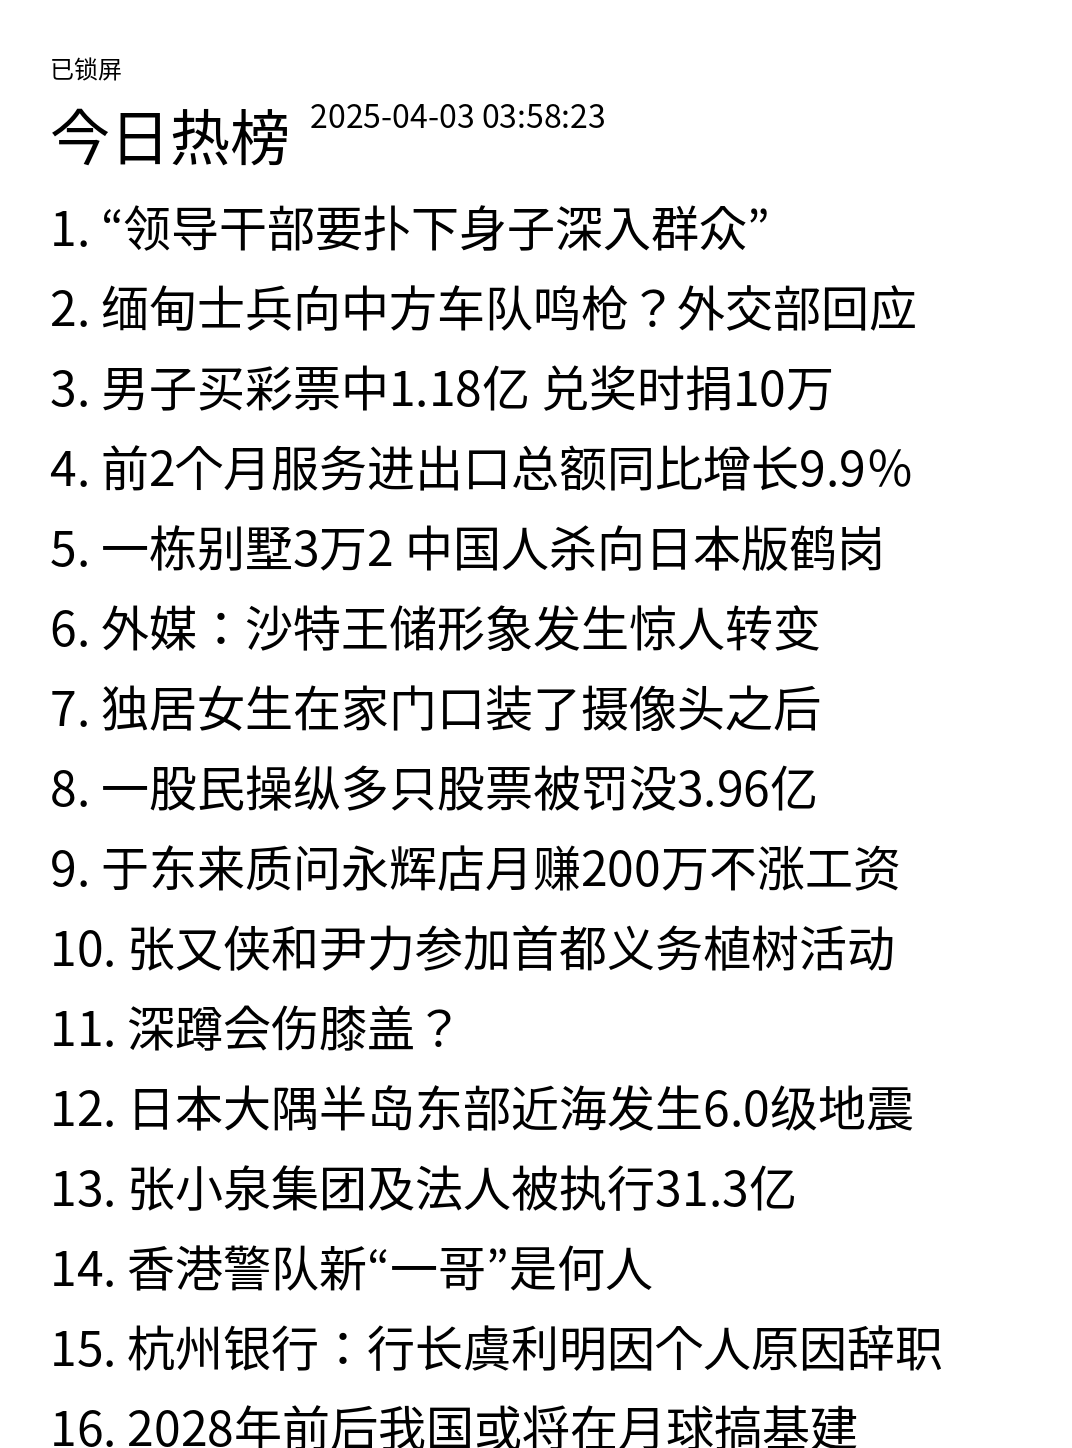 已锁屏
今日热榜 2025-04-03 03:58:23
1. “领导干部要扑下身子深入群众”
2. 缅甸士兵向中方车队鸣枪？外交部回应
3. 男子买彩票中1.18亿 兑奖时捐10万
4. 前2个月服务进出口总额同比增长9.9%
5. 一栋别墅3万2 中国人杀向日本版鹤岗
6. 外媒：沙特王储形象发生惊人转变
7. 独居女生在家门口装了摄像头之后
8. 一股民操纵多只股票被罚没3.96亿
9. 于东来质问永辉店月赚200万不涨工资
10. 张又侠和尹力参加首都义务植树活动
11. 深蹲会伤膝盖？
12. 日本大隅半岛东部近海发生6.0级地震
13. 张小泉集团及法人被执行31.3亿
14. 香港警队新“一哥”是何人
15. 杭州银行：行长虞利明因个人原因辞职
16. 2028年前后我国或将在月球搞基建